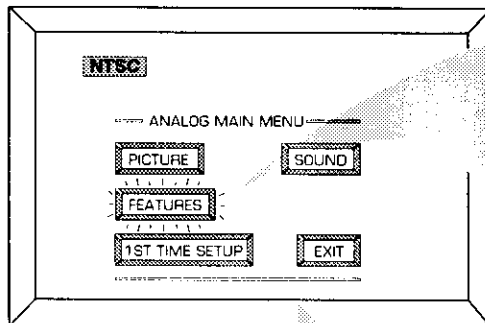 NTSC
ANALOG MAIN MENU
PICTURE SOUND
FEATURES
1ST TIME SETUP EXIT